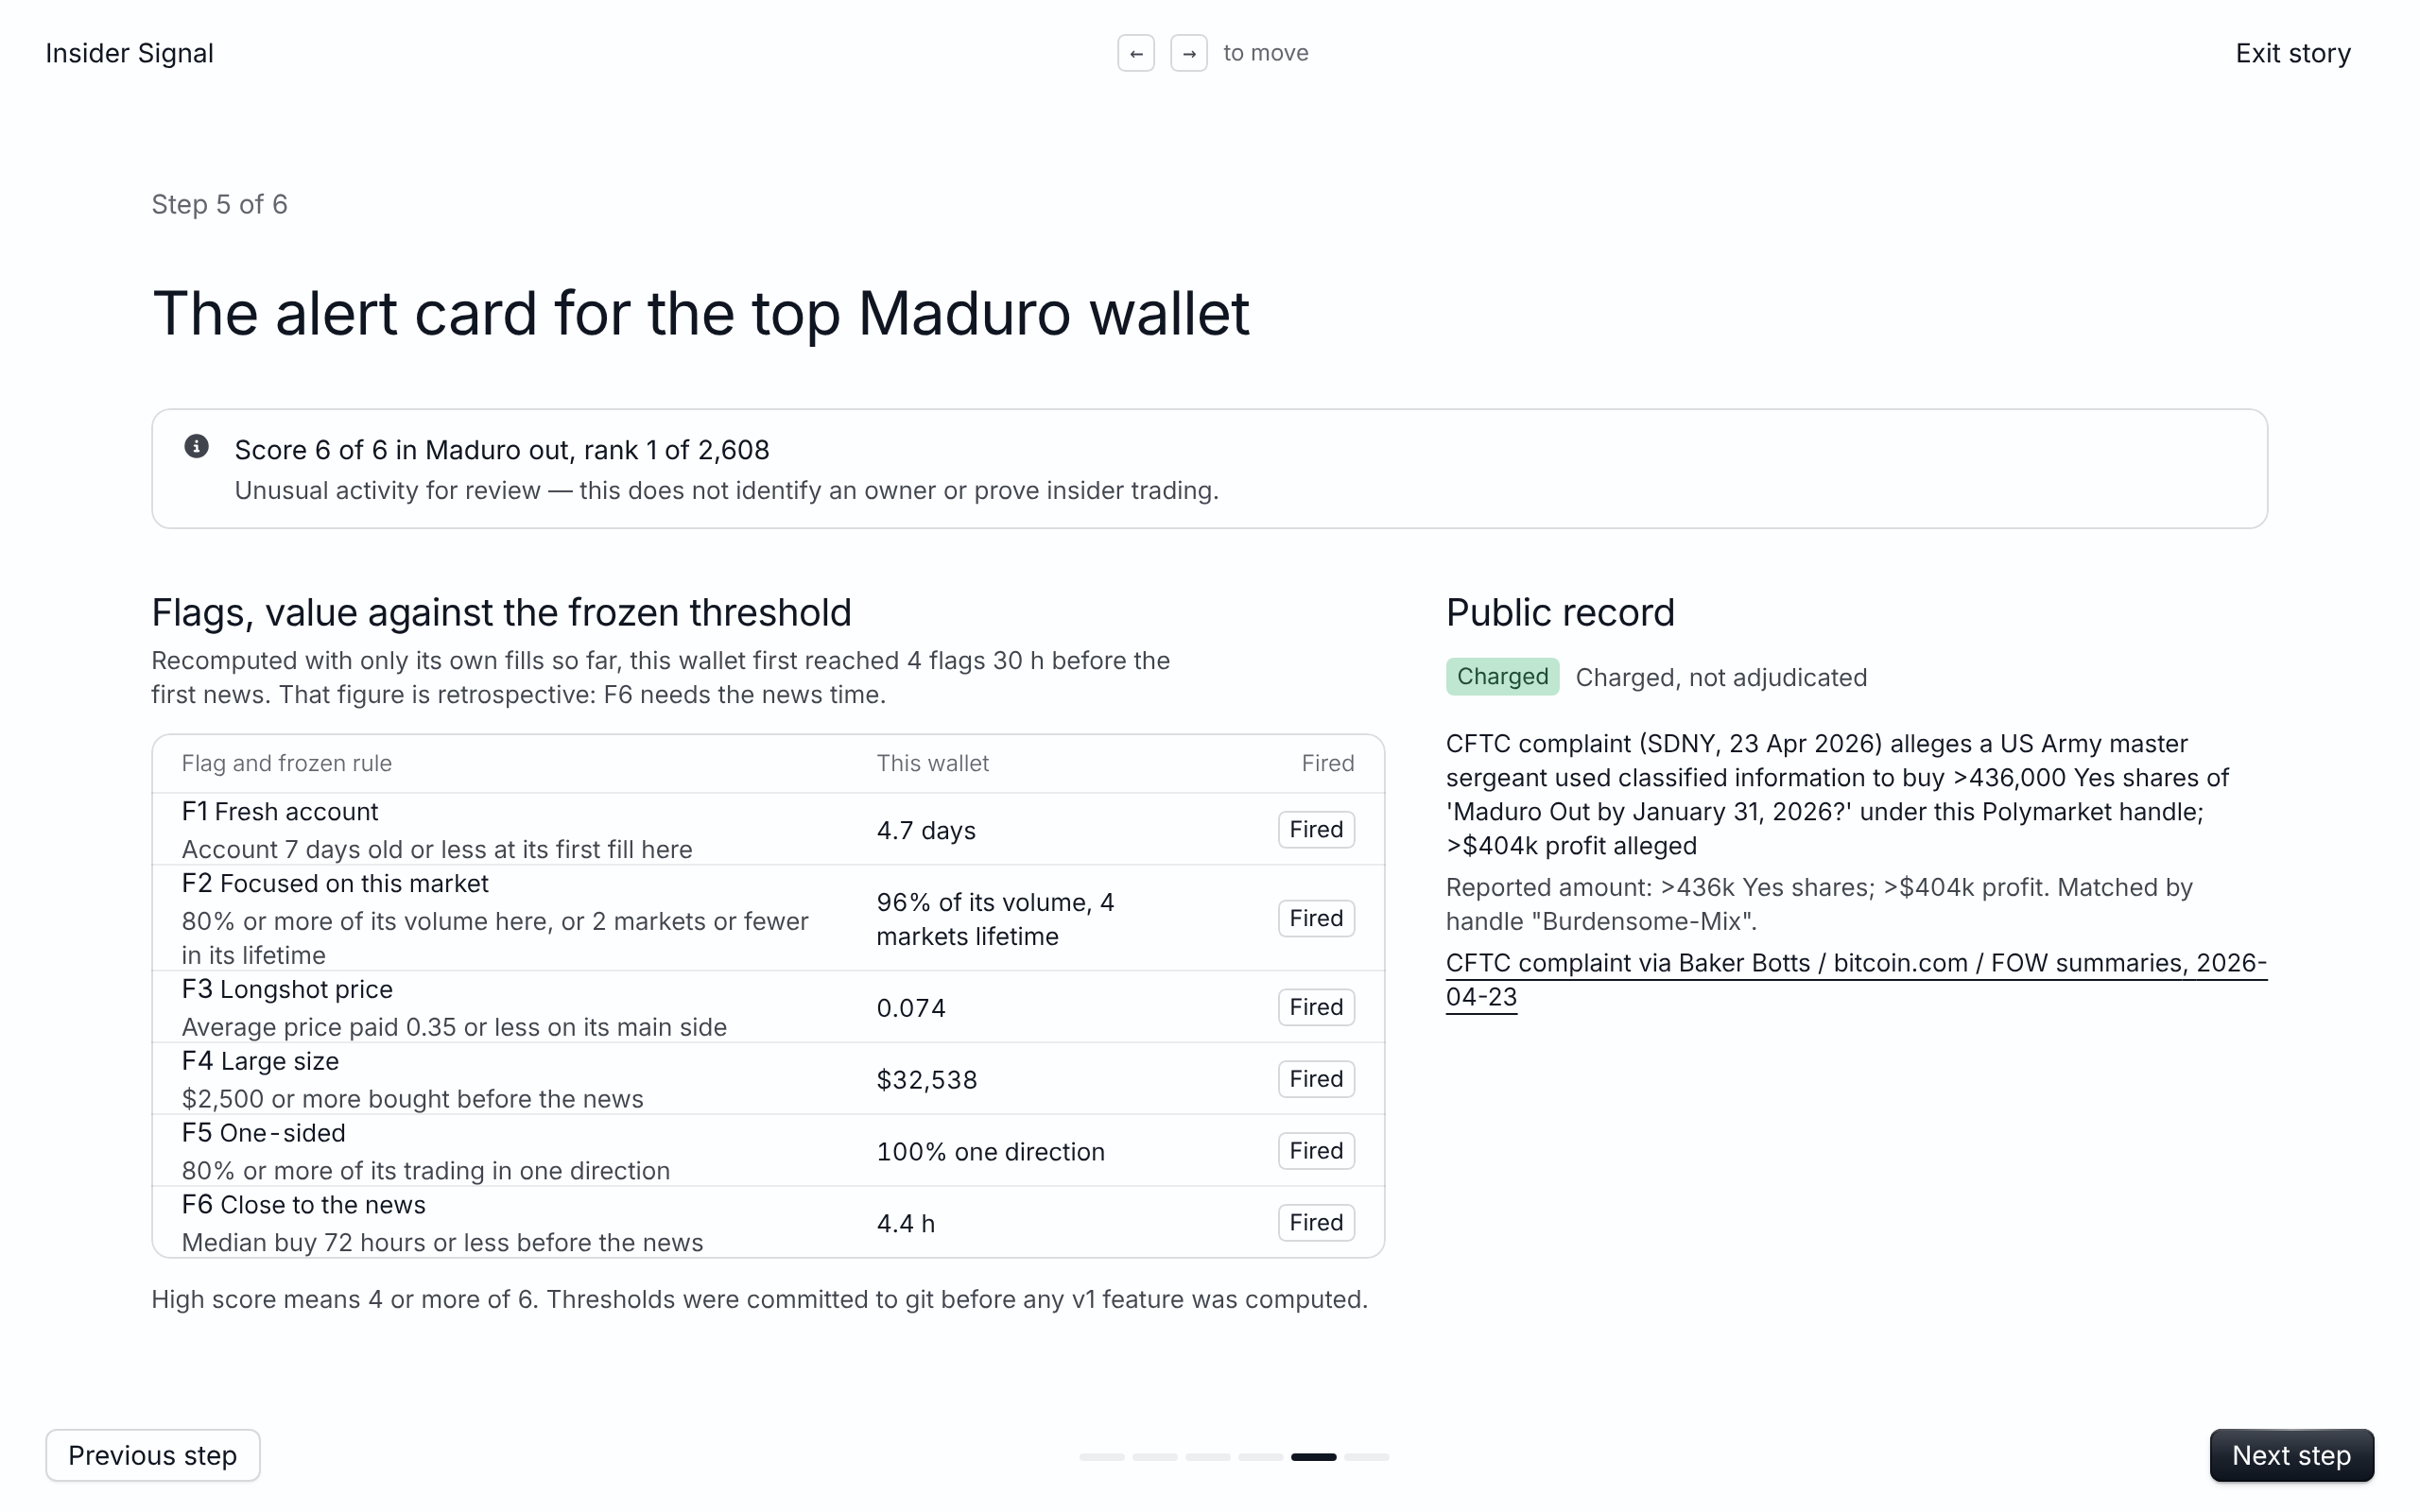 Insider Signal
← → to move
Exit story
Step 5 of 6
The alert card for the top Maduro wallet
Score 6 of 6 in Maduro out, rank 1 of 2,608
Unusual activity for review — this does not identify an owner or prove insider trading.
Flags, value against the frozen threshold
Recomputed with only its own fills so far, this wallet first reached 4 flags 30 h before the
first news. That figure is retrospective: F6 needs the news time.
Flag and frozen rule
This wallet
Fired
F1 Fresh account
Account 7 days old or less at its first fill here
4.7 days
Fired
F2 Focused on this market
80% or more of its volume here, or 2 markets or fewer
in its lifetime
96% of its volume, 4
markets lifetime
Fired
F3 Longshot price
Average price paid 0.35 or less on its main side
0.074
Fired
F4 Large size
$2,500 or more bought before the news
$32,538
Fired
F5 One-sided
80% or more of its trading in one direction
100% one direction
Fired
F6 Close to the news
Median buy 72 hours or less before the news
4.4 h
Fired
High score means 4 or more of 6. Thresholds were committed to git before any v1 feature was computed.
Public record
Charged
Charged, not adjudicated
CFTC complaint (SDNY, 23 Apr 2026) alleges a US Army master
sergeant used classified information to buy >436,000 Yes shares of
'Maduro Out by January 31, 2026?' under this Polymarket handle;
>$404k profit alleged
Reported amount: >436k Yes shares; >$404k profit. Matched by
handle "Burdensome-Mix".
CFTC complaint via Baker Botts / bitcoin.com / FOW summaries, 2026-
04-23
Previous step
Next step